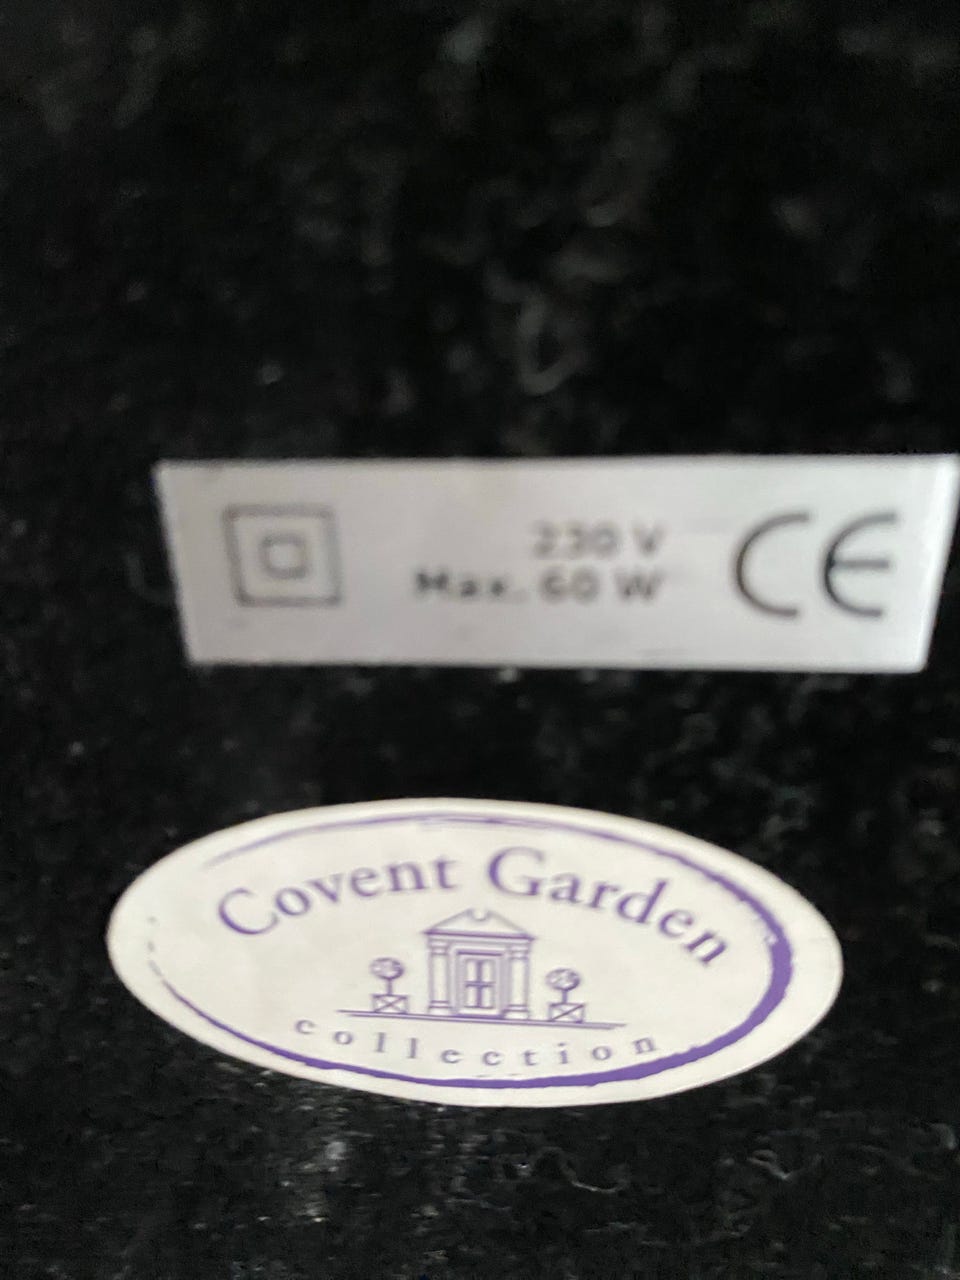 230 V
Max. 60 W
CE
Covent Garden
collection